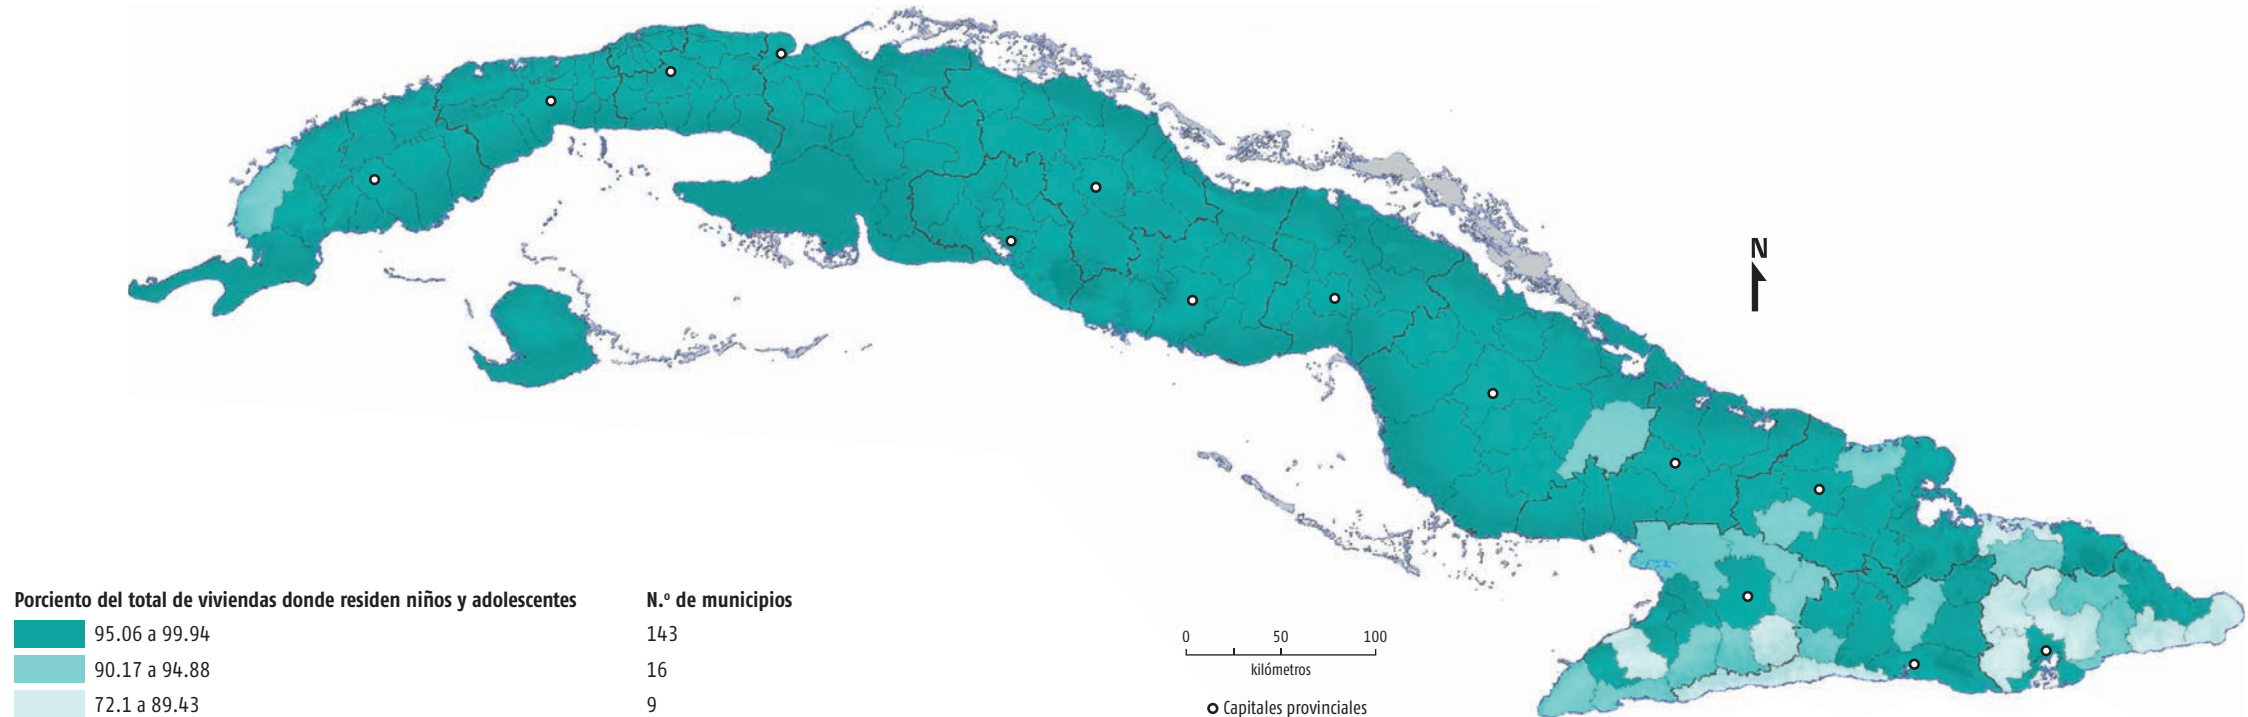 N
Porciento del total de viviendas donde residen niños y adolescentes N.º de municipios
95.06 a 99.94 143
90.17 a 94.88 16
72.1 a 89.43 9
0 50 100
kilómetros
Capitales provinciales